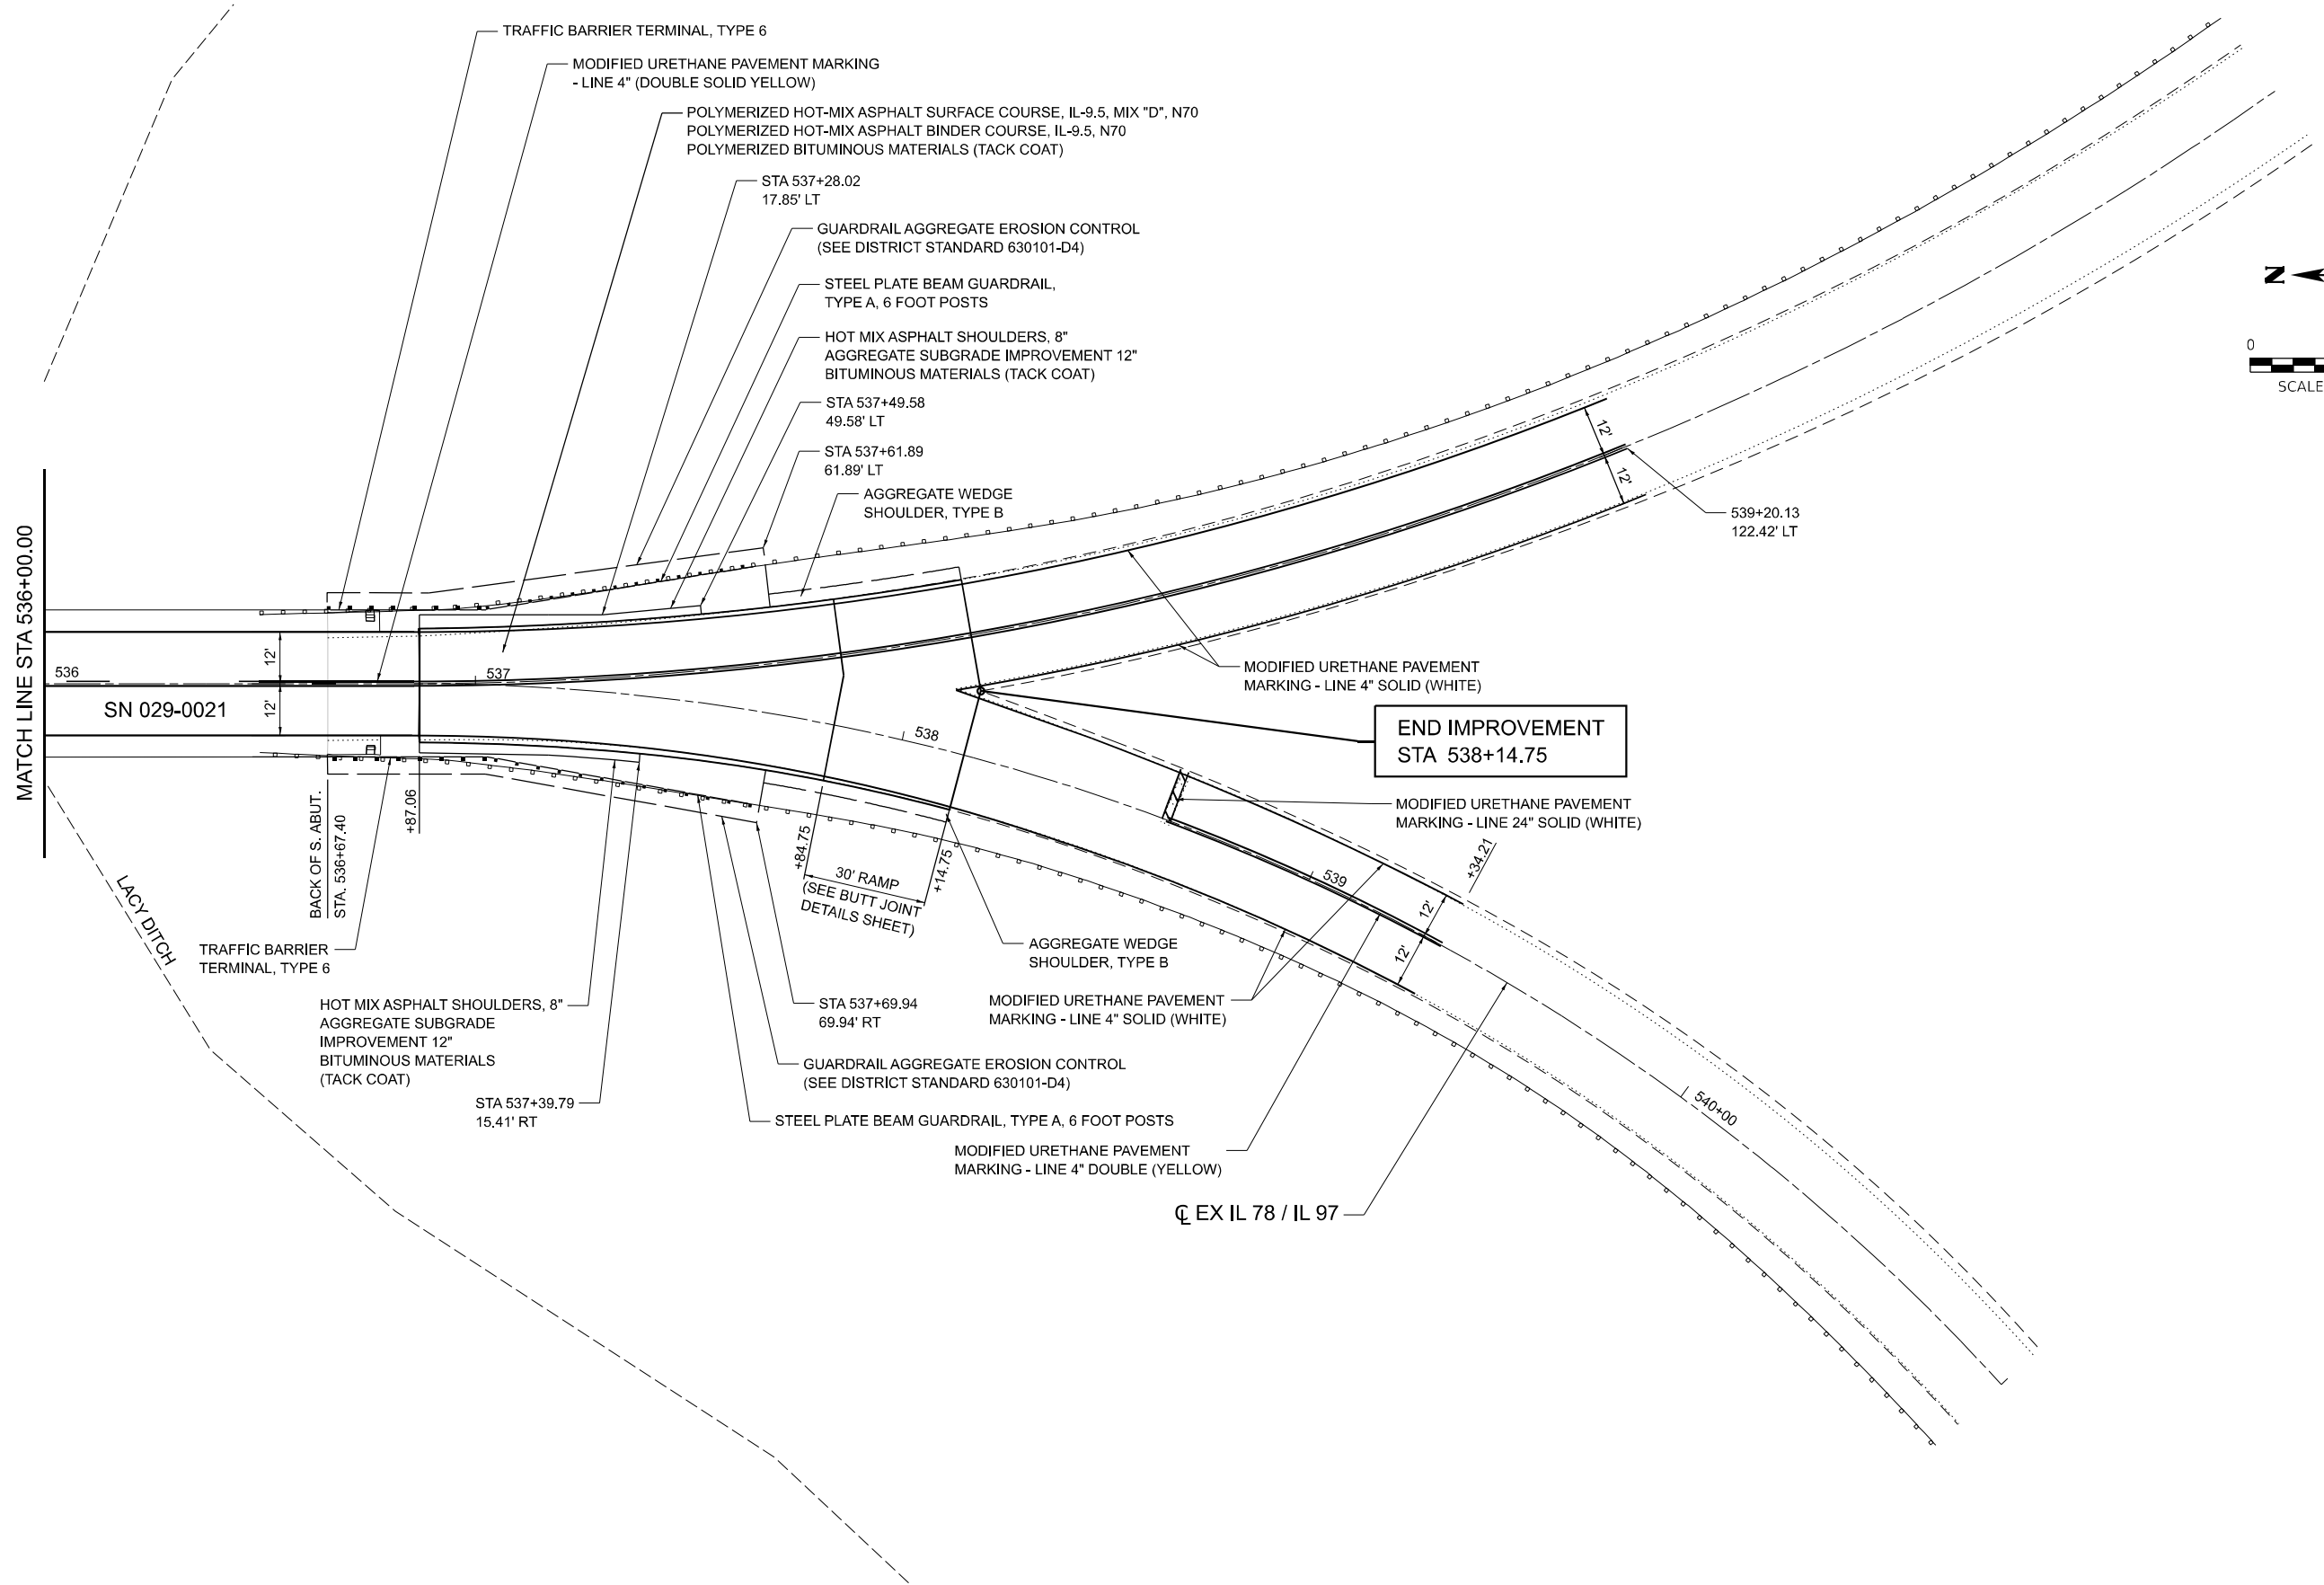 TRAFFIC BARRIER TERMINAL, TYPE 6
MODIFIED URETHANE PAVEMENT MARKING
- LINE 4" (DOUBLE SOLID YELLOW)
POLYMERIZED HOT-MIX ASPHALT SURFACE COURSE, IL-9.5, MIX "D", N70
POLYMERIZED HOT-MIX ASPHALT BINDER COURSE, IL-9.5, N70
POLYMERIZED BITUMINOUS MATERIALS (TACK COAT)
STA 537+28.02
17.85' LT
GUARDRAIL AGGREGATE EROSION CONTROL
(SEE DISTRICT STANDARD 630101-D4)
STEEL PLATE BEAM GUARDRAIL,
TYPE A, 6 FOOT POSTS
HOT MIX ASPHALT SHOULDERS, 8"
AGGREGATE SUBGRADE IMPROVEMENT 12"
BITUMINOUS MATERIALS (TACK COAT)
STA 537+49.58
49.58' LT
STA 537+61.89
61.89' LT
AGGREGATE WEDGE
SHOULDER, TYPE B
N
0
SCALE
12'
12'
539+20.13
122.42' LT
MATCH LINE STA 536+00.00
536
12'
537
12'
SN 029-0021
538
MODIFIED URETHANE PAVEMENT
MARKING - LINE 4" SOLID (WHITE)
END IMPROVEMENT
STA 538+14.75
MODIFIED URETHANE PAVEMENT
MARKING - LINE 24" SOLID (WHITE)
BACK OF S. ABUT.
STA. 536+67.40
+87.06
+84.75
30' RAMP
(SEE BUTT JOINT
DETAILS SHEET)
+14.75
539
+34.21
12'
12'
LACY DITCH
TRAFFIC BARRIER
TERMINAL, TYPE 6
AGGREGATE WEDGE
SHOULDER, TYPE B
HOT MIX ASPHALT SHOULDERS, 8"
AGGREGATE SUBGRADE
IMPROVEMENT 12"
BITUMINOUS MATERIALS
(TACK COAT)
STA 537+69.94
69.94' RT
MODIFIED URETHANE PAVEMENT
MARKING - LINE 4" SOLID (WHITE)
GUARDRAIL AGGREGATE EROSION CONTROL
(SEE DISTRICT STANDARD 630101-D4)
STA 537+39.79
15.41' RT
STEEL PLATE BEAM GUARDRAIL, TYPE A, 6 FOOT POSTS
540+00
MODIFIED URETHANE PAVEMENT
MARKING - LINE 4" DOUBLE (YELLOW)
℄ EX IL 78 / IL 97